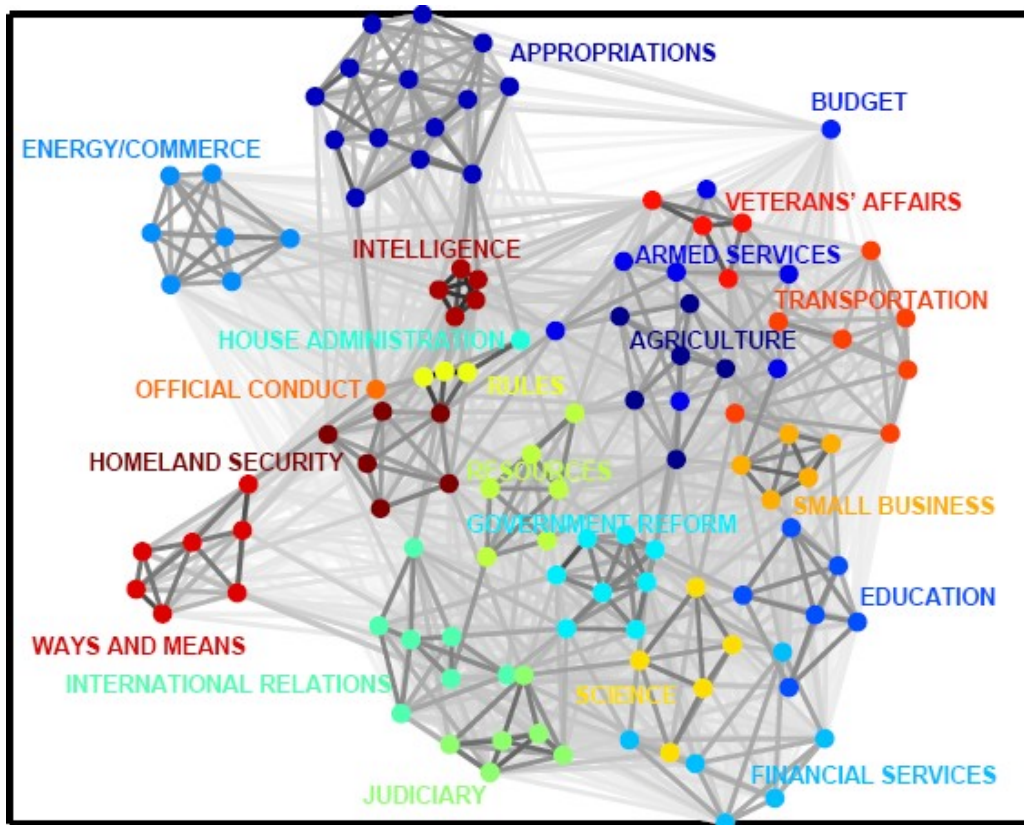 APPROPRIATIONS
BUDGET
ENERGY/COMMERCE
VETERANS' AFFAIRS
INTELLIGENCE
ARMED SERVICES
TRANSPORTATION
HOUSE ADMINISTRATION
AGRICULTURE
OFFICIAL CONDUCT
RULES
HOMELAND SECURITY
RESOURCES
SMALL BUSINESS
GOVERNMENT REFORM
EDUCATION
WAYS AND MEANS
INTERNATIONAL RELATIONS
SCIENCE
FINANCIAL SERVICES
JUDICIARY